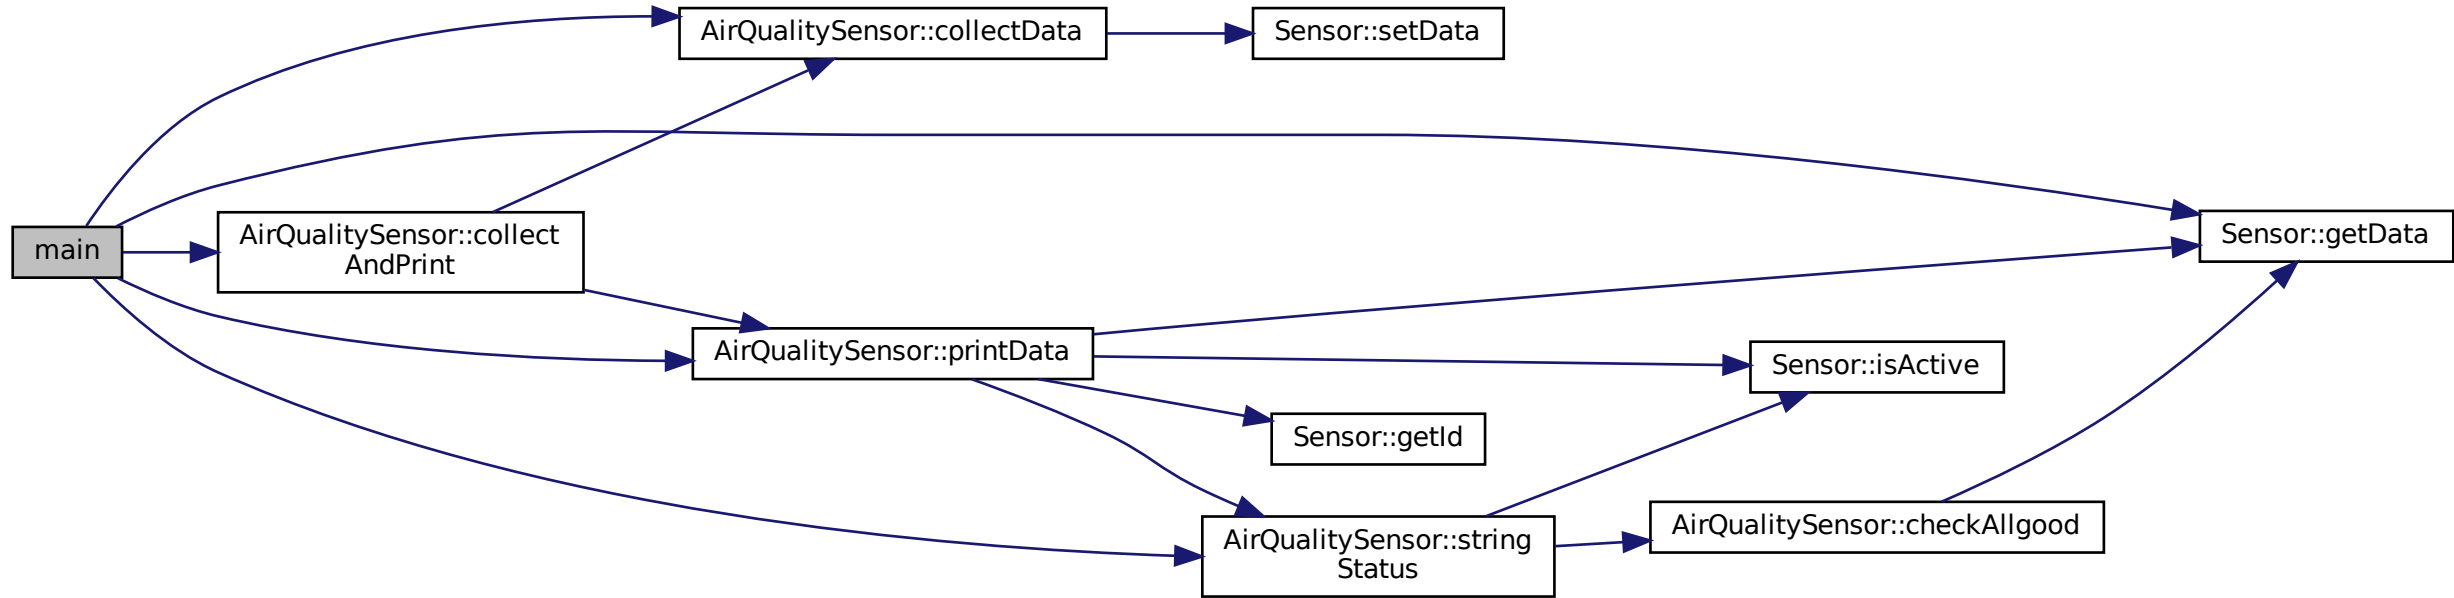 AirQualitySensor::collectData
Sensor::setData
main
AirQualitySensor::collect
AndPrint
Sensor::getData
AirQualitySensor::printData
Sensor::isActive
Sensor::getId
AirQualitySensor::string
Status
AirQualitySensor::checkAllgood